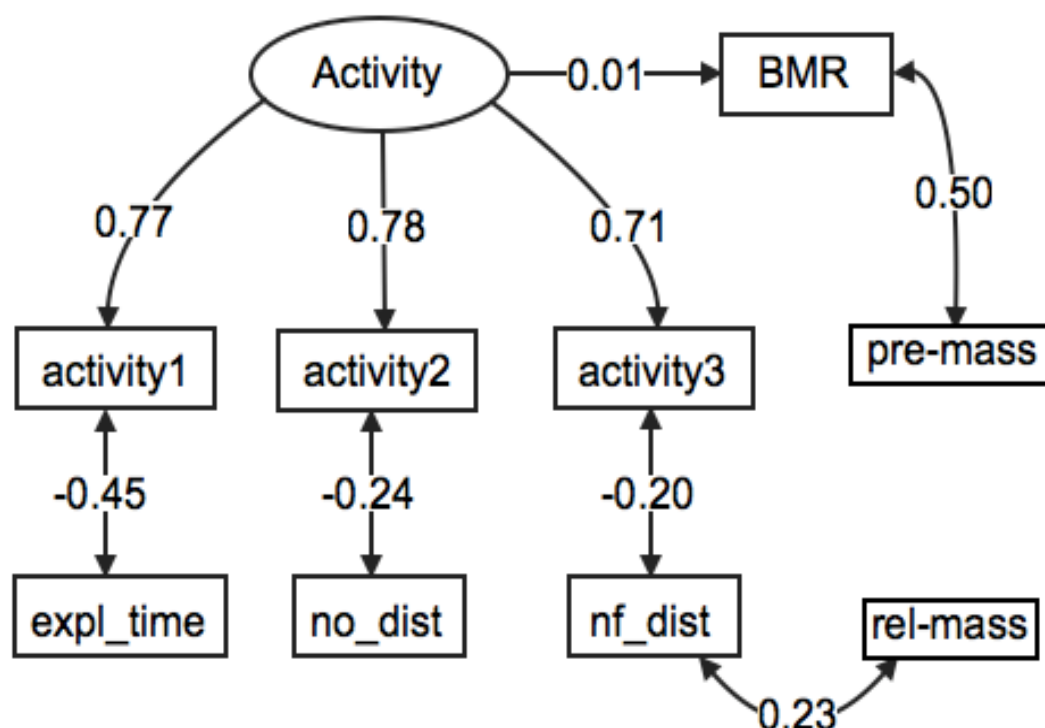 Activity
0.01
BMR
0.77
0.78
0.71
0.50
activity1
activity2
activity3
pre-mass
-0.45
-0.24
-0.20
expl_time
no_dist
nf_dist
rel-mass
0.23